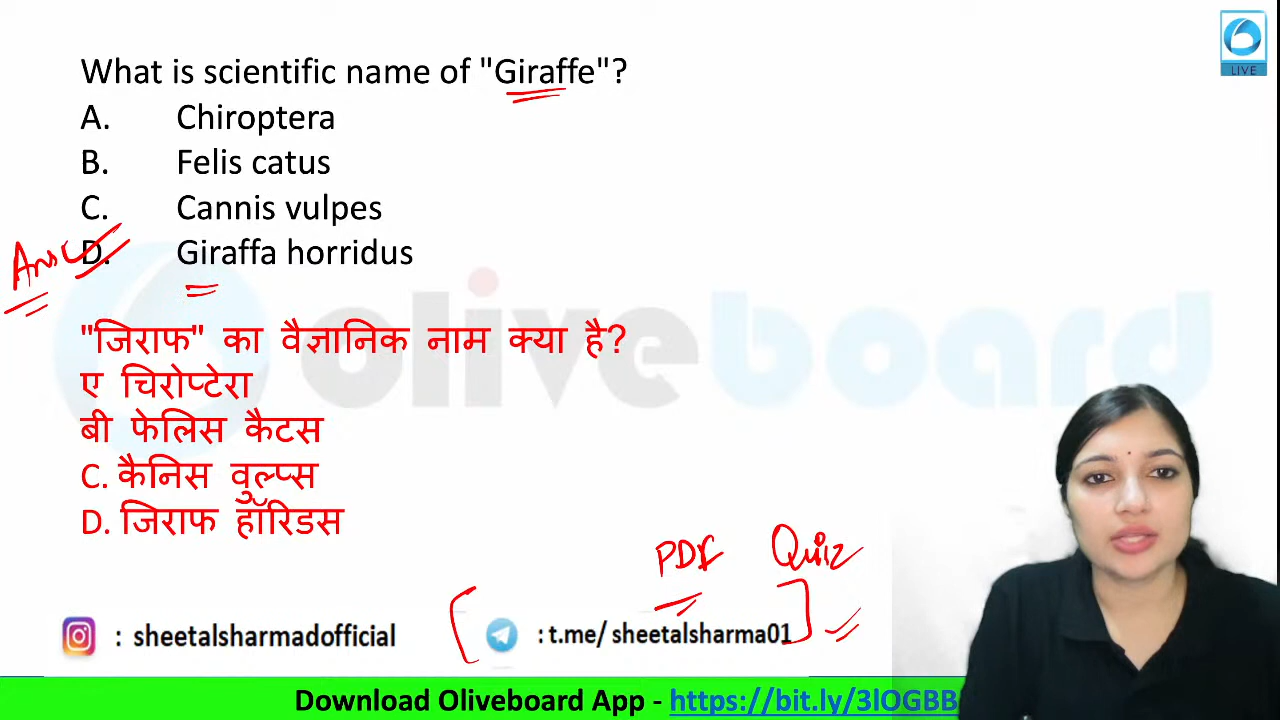 LIVE
What is scientific name of "Giraffe"?
A. Chiroptera
B. Felis catus
C. Cannis vulpes
Ans D. Giraffa horridus
oliveboard
"जिराफ" का वैज्ञानिक नाम क्या है?
ए चिरोप्टेरा
बी फेलिस कैटस
C. कैनिस वुल्प्स
D. जिराफ हॉरिडस
PDF Quiz
: sheetalsharmadofficial
: t.me/ sheetalsharma01
Download Oliveboard App - https://bit.ly/3lOGBB